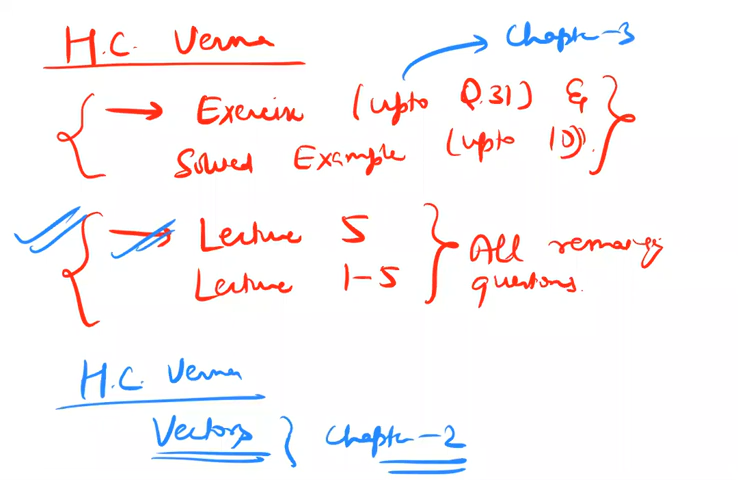 H.C. Verma
Chapter-3
→ Exercise (upto Q.31) &
Solved Example (upto 10).
→ Lecture 5
Lecture 1-5
All remaing
questions.
H.C. Verma
Vectors } Chapter-2